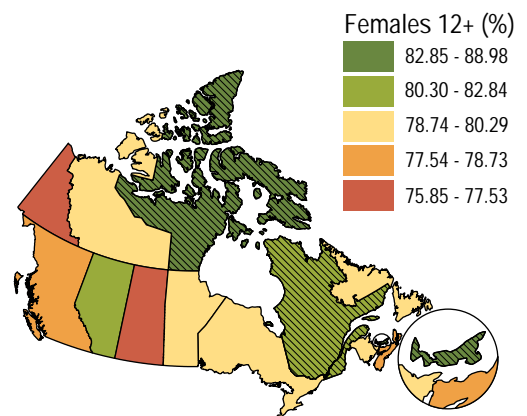 Females 12+ (%)
82.85 - 88.98
80.30 - 82.84
78.74 - 80.29
77.54 - 78.73
75.85 - 77.53